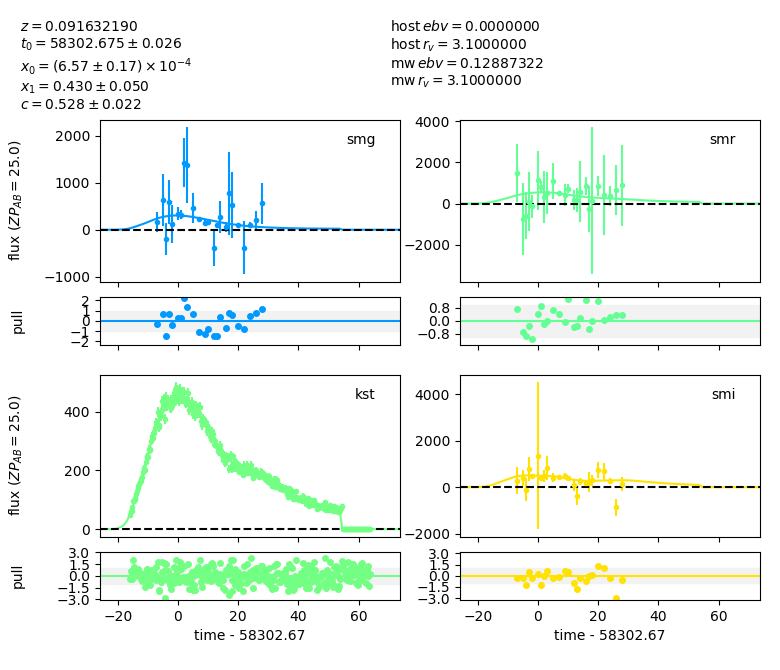 z = 0.091632190
t₀ = 58302.675 ± 0.026
x₀ = (6.57 ± 0.17) × 10⁻⁴
x₁ = 0.430 ± 0.050
c = 0.528 ± 0.022
host ebv = 0.0000000
host r_v = 3.1000000
mw ebv = 0.12887322
mw r_v = 3.1000000
flux (ZP_AB = 25.0)
2000
1000
0
−1000
smg
4000
2000
0
−2000
smr
pull
2
1
0
−1
−2
0.8
0.0
−0.8
flux (ZP_AB = 25.0)
400
200
0
kst
4000
2000
0
−2000
smi
pull
3.0
1.5
0.0
−1.5
−3.0
3.0
1.5
0.0
−1.5
−3.0
−20 0 20 40 60
−20 0 20 40 60
time - 58302.67
time - 58302.67